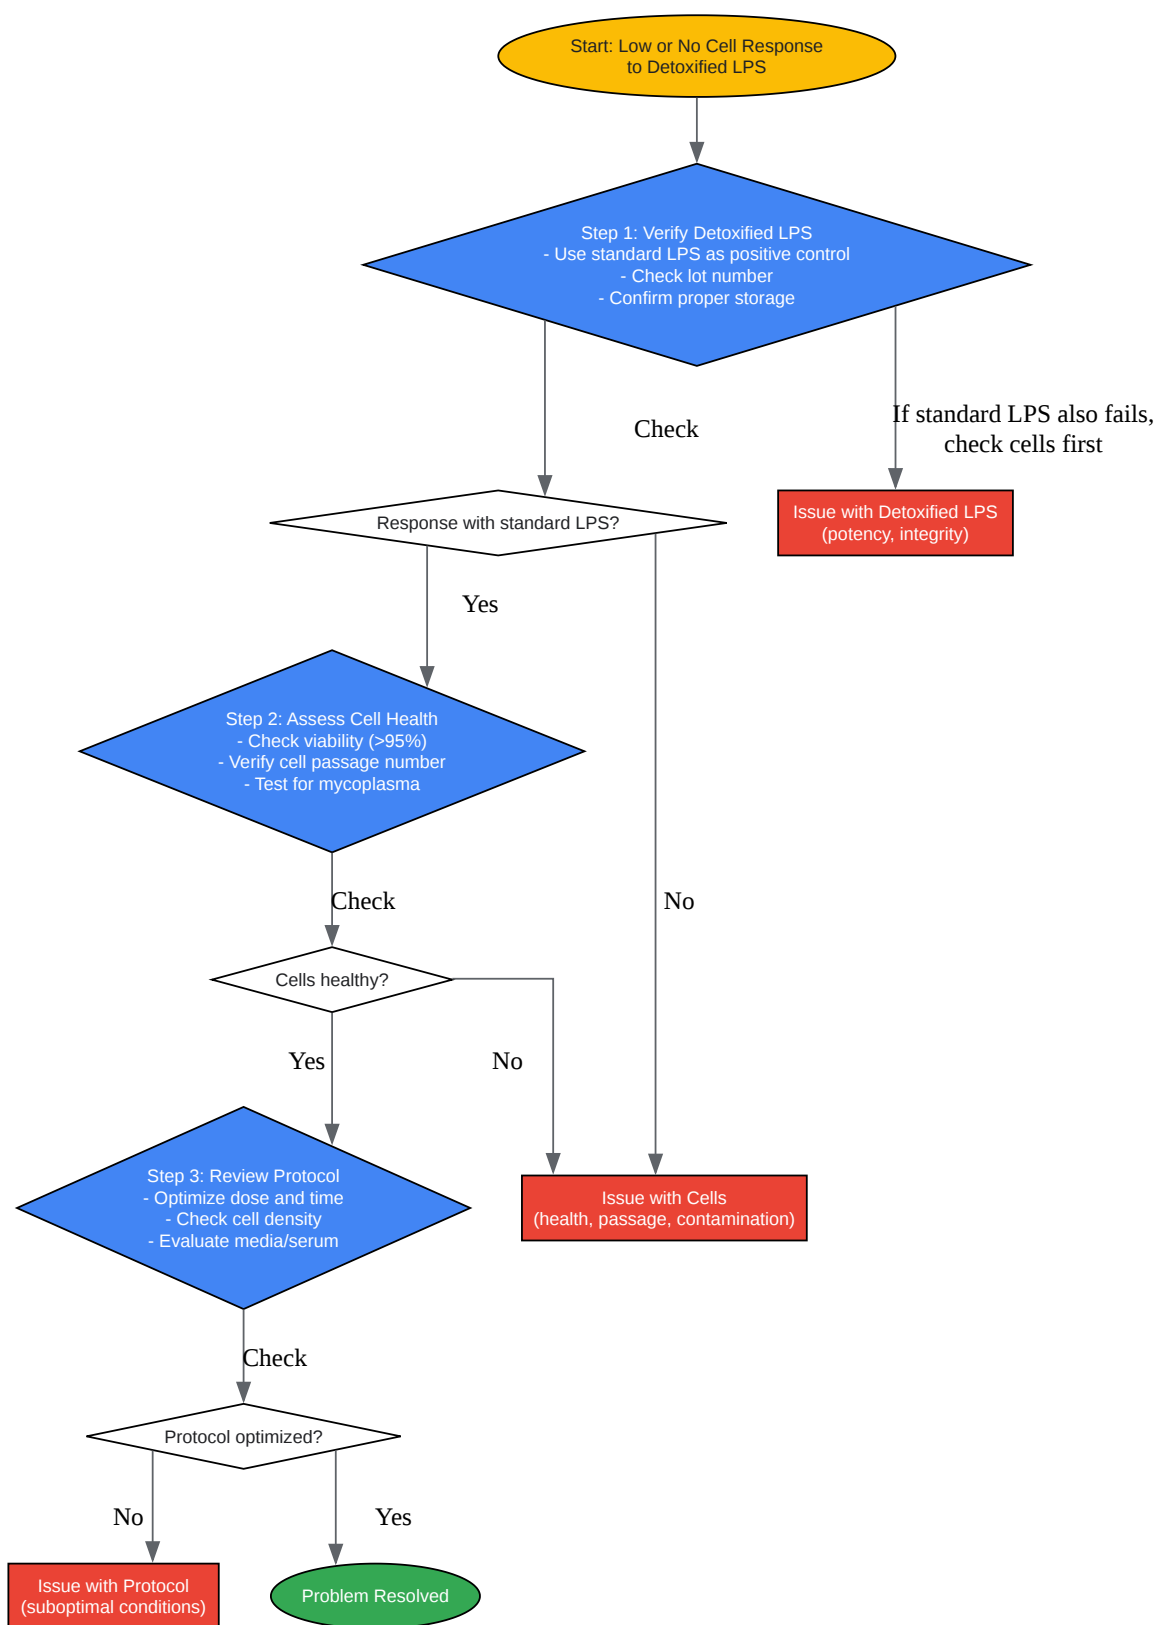 Start: Low or No Cell Response
to Detoxified LPS
Step 1: Verify Detoxified LPS
- Use standard LPS as positive control
- Check lot number
- Confirm proper storage
Check
If standard LPS also fails,
check cells first
Response with standard LPS?
Issue with Detoxified LPS
(potency, integrity)
Yes
Step 2: Assess Cell Health
- Check viability (>95%)
- Verify cell passage number
- Test for mycoplasma
Check
No
Cells healthy?
Yes
No
Step 3: Review Protocol
- Optimize dose and time
- Check cell density
- Evaluate media/serum
Issue with Cells
(health, passage, contamination)
Check
Protocol optimized?
No
Yes
Issue with Protocol
(suboptimal conditions)
Problem Resolved